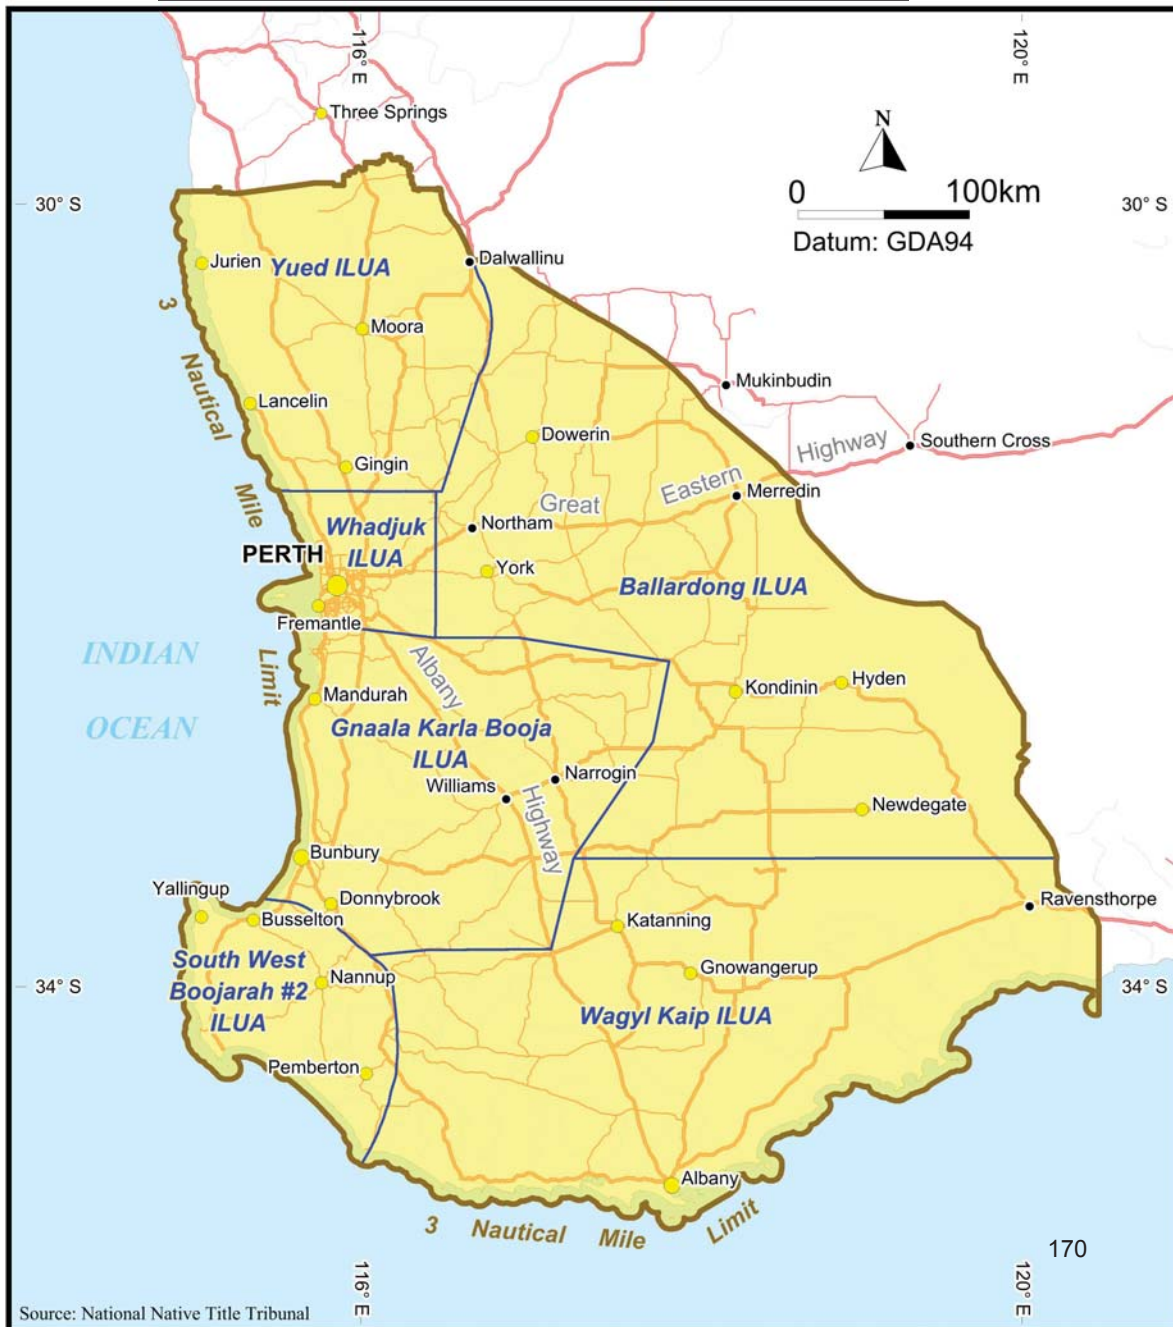 116° E
120° E
Three Springs
N
0 100km
Datum: GDA94
30° S
30° S
Jurien
Yued ILUA
Dalwallinu
Moora
Mukinbudin
3 Nautical Mile Limit
Lancelin
Dowerin
Highway
Southern Cross
Gingin
Great Eastern
Merredin
Whadjuk
ILUA
Northam
PERTH
York
Ballardong ILUA
Fremantle
INDIAN
OCEAN
Albany
Kondinin
Hyden
Mandurah
Gnaala Karla Booja
ILUA
Narrogin
Williams
Highway
Newdegate
Bunbury
Yallingup
Donnybrook
Busselton
Katanning
Ravensthorpe
South West
Boojarah #2
ILUA
Nannup
Gnowangerup
34° S
34° S
Wagyl Kaip ILUA
Pemberton
Albany
3 Nautical Mile Limit
170
116° E
120° E
Source: National Native Title Tribunal